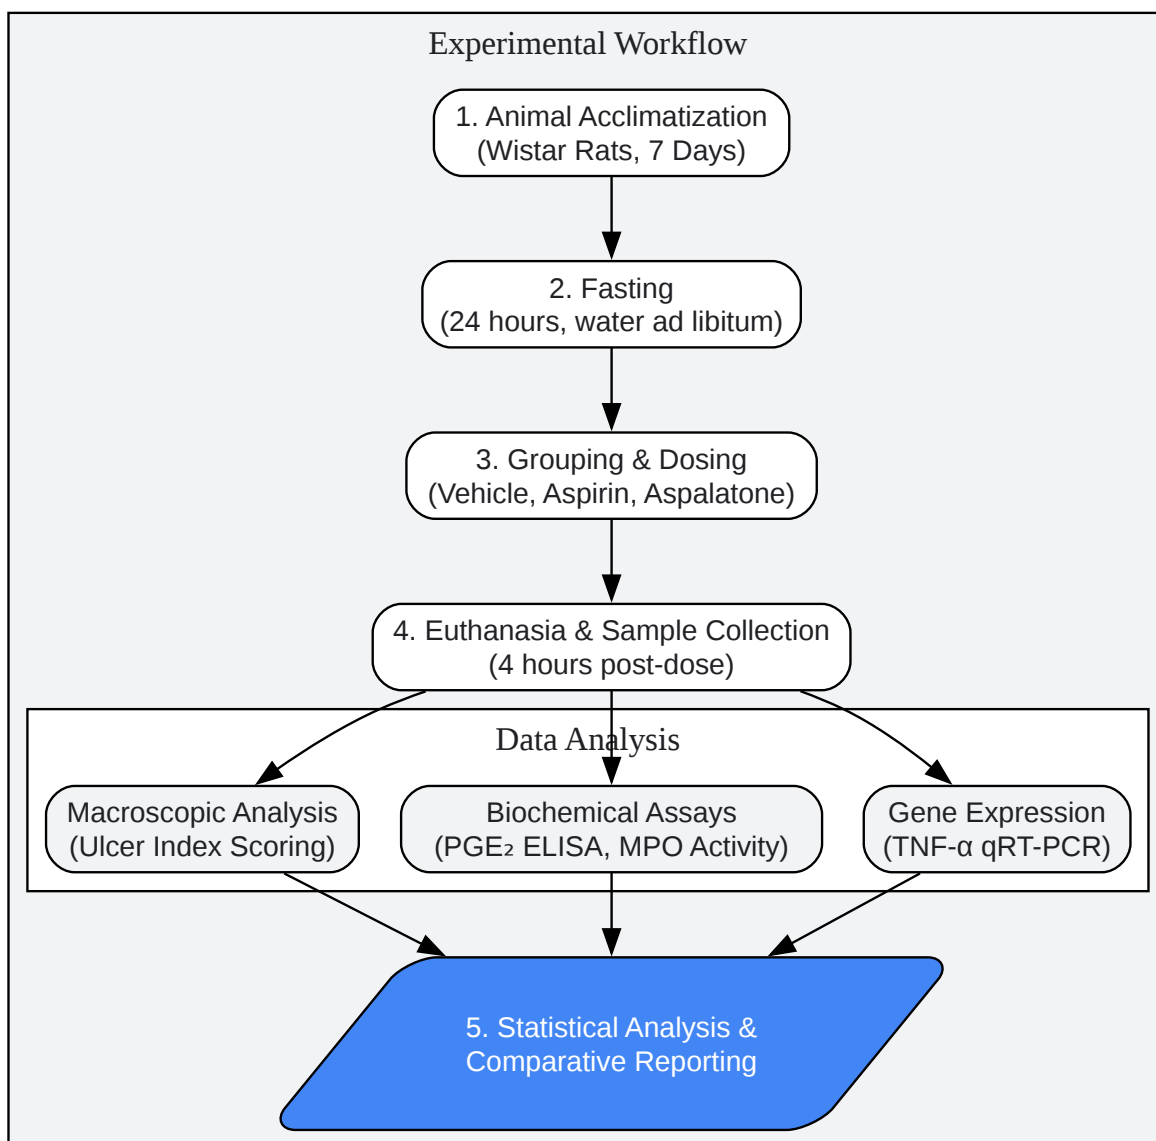 Experimental Workflow
1. Animal Acclimatization
(Wistar Rats, 7 Days)
2. Fasting
(24 hours, water ad libitum)
3. Grouping & Dosing
(Vehicle, Aspirin, Aspalatone)
4. Euthanasia & Sample Collection
(4 hours post-dose)
Data Analysis
Macroscopic Analysis
(Ulcer Index Scoring)
Biochemical Assays
(PGE₂ ELISA, MPO Activity)
Gene Expression
(TNF-α qRT-PCR)
5. Statistical Analysis &
Comparative Reporting